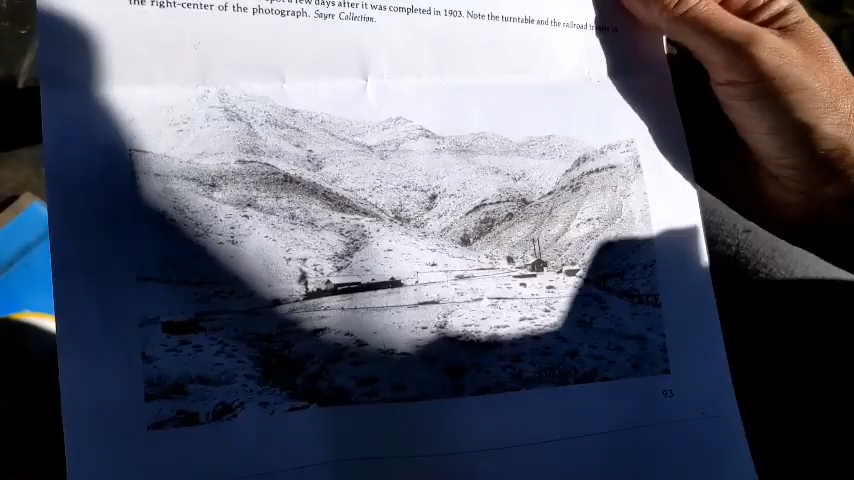 a few days after it was completed in 1903. Note the turntable and the railroad
the right-center of the photograph. Sayre Collection.
93